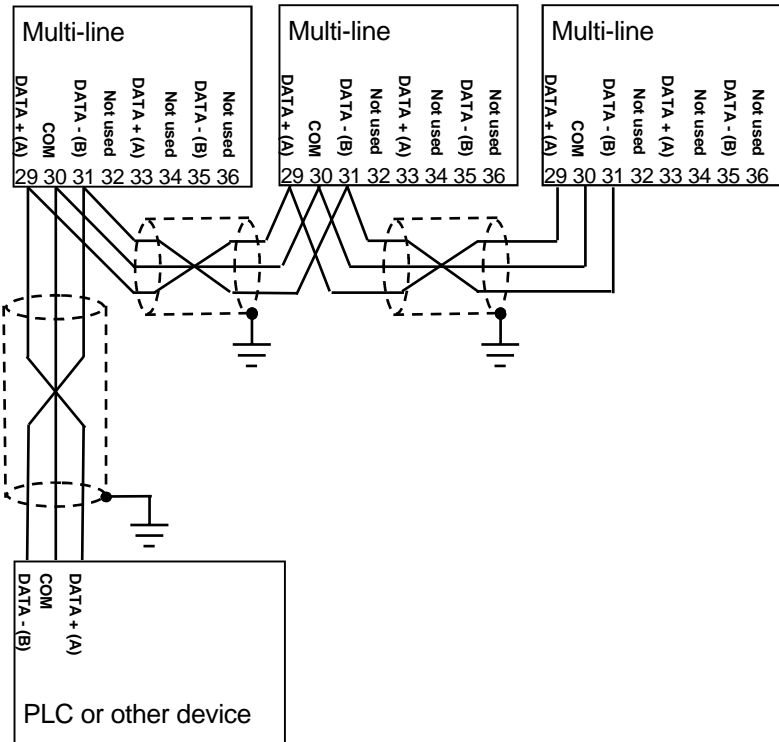 Multi-line
DATA + (A)
COM
DATA - (B)
Not used
DATA + (A)
Not used
DATA - (B)
Not used
29 30 31 32 33 34 35 36
Multi-line
DATA + (A)
COM
DATA - (B)
Not used
DATA + (A)
Not used
DATA - (B)
Not used
29 30 31 32 33 34 35 36
Multi-line
DATA + (A)
COM
DATA - (B)
Not used
DATA + (A)
Not used
DATA - (B)
Not used
29 30 31 32 33 34 35 36
DATA - (B)
COM
DATA + (A)
PLC or other device